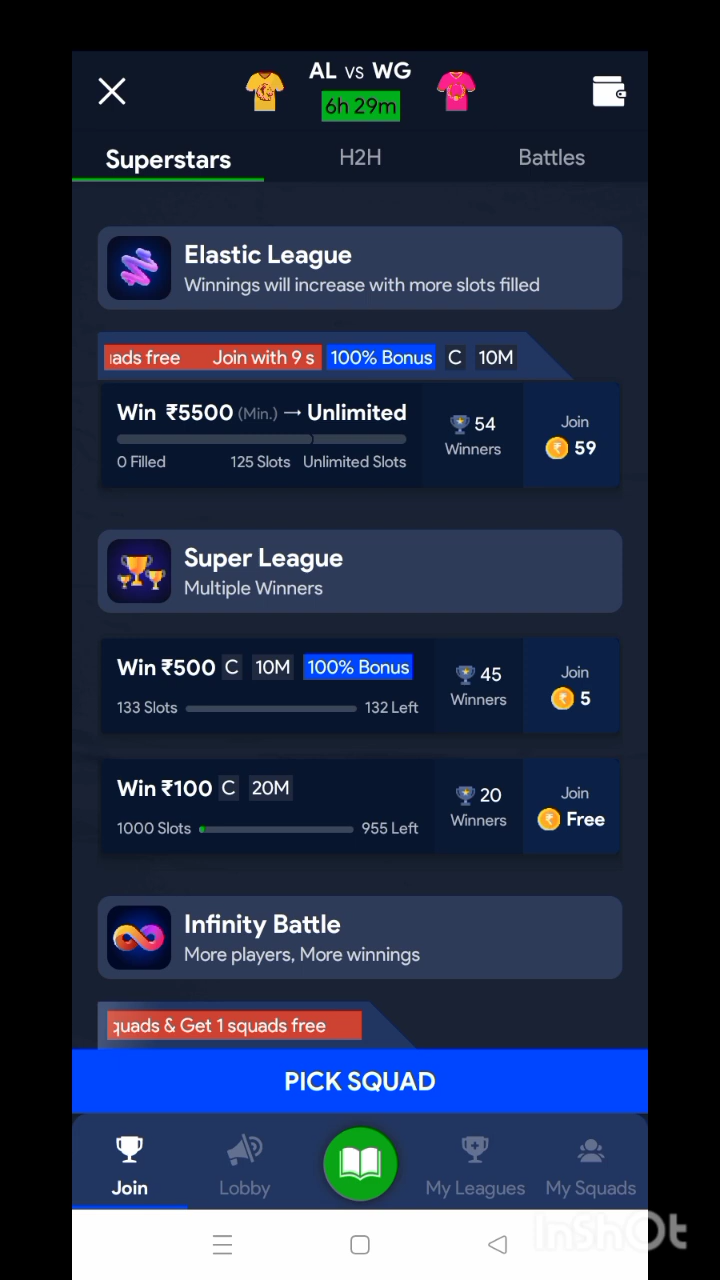 AL vs WG
6h 29m
Superstars H2H Battles
Elastic League
Winnings will increase with more slots filled
ads free Join with 9 s 100% Bonus C 10M
Win ₹5500 (Min.) → Unlimited
54
Winners
Join
59
0 Filled 125 Slots Unlimited Slots
Super League
Multiple Winners
Win ₹500 C 10M 100% Bonus
45
Winners
Join
5
133 Slots 132 Left
Win ₹100 C 20M
20
Winners
Join
Free
1000 Slots 955 Left
Infinity Battle
More players, More winnings
quads & Get 1 squads free
PICK SQUAD
Join Lobby My Leagues My Squads
InShOt